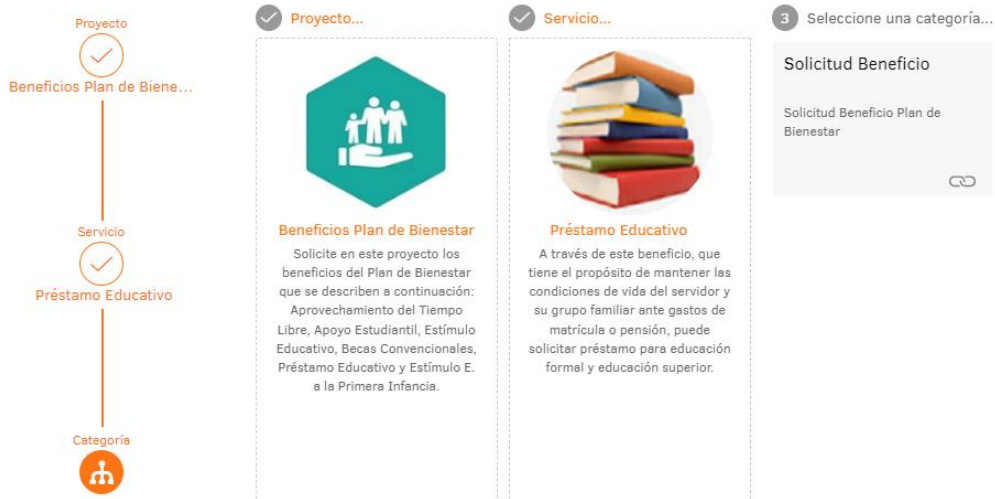 Proyecto
Beneficios Plan de Biene...
Servicio
Préstamo Educativo
Categoría
Proyecto...
Beneficios Plan de Bienestar
Solicite en este proyecto los
beneficios del Plan de Bienestar
que se describen a continuación:
Aprovechamiento del Tiempo
Libre, Apoyo Estudiantil, Estímulo
Educativo, Becas Convencionales,
Préstamo Educativo y Estímulo E.
a la Primera Infancia.
Servicio...
Préstamo Educativo
A través de este beneficio, que
tiene el propósito de mantener las
condiciones de vida del servidor y
su grupo familiar ante gastos de
matrícula o pensión, puede
solicitar préstamo para educación
formal y educación superior.
3 Seleccione una categoría...
Solicitud Beneficio
Solicitud Beneficio Plan de
Bienestar